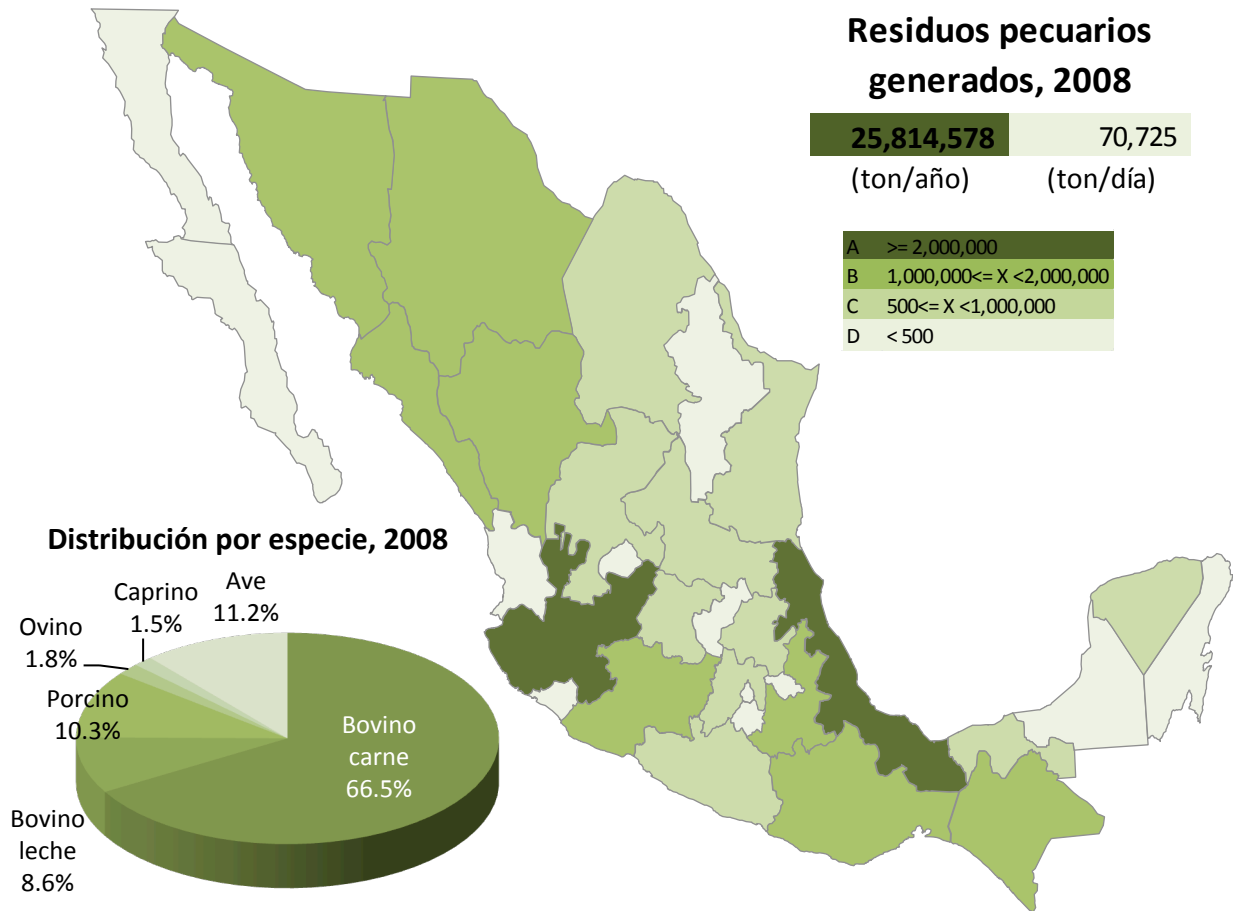 Residuos pecuarios
generados, 2008
25,814,578 70,725
(ton/año) (ton/día)
A >= 2,000,000
B 1,000,000<= X <2,000,000
C 500<= X <1,000,000
D < 500
Distribución por especie, 2008
Ave
11.2%
Caprino
1.5%
Ovino
1.8%
Porcino
10.3%
Bovino
carne
66.5%
Bovino
leche
8.6%